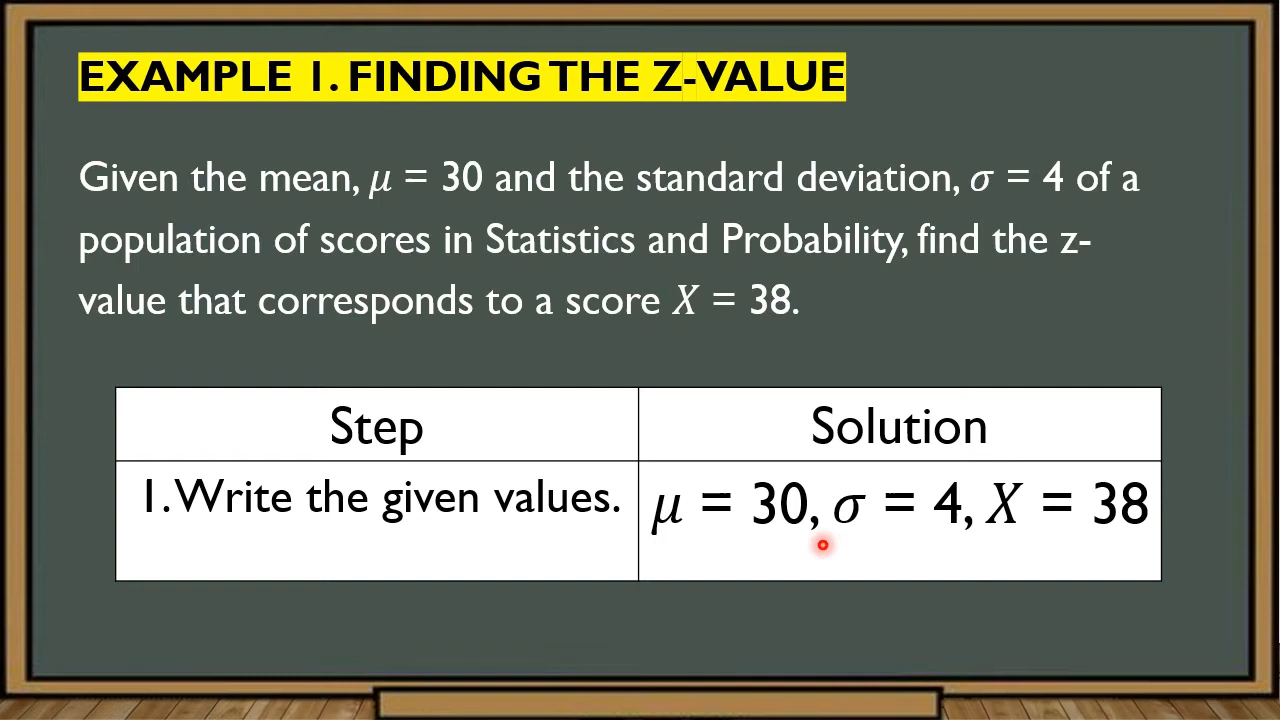 EXAMPLE 1. FINDING THE Z-VALUE
Given the mean, μ = 30 and the standard deviation, σ = 4 of a
population of scores in Statistics and Probability, find the z-
value that corresponds to a score X = 38.
Step
Solution
1. Write the given values.
μ = 30, σ = 4, X = 38